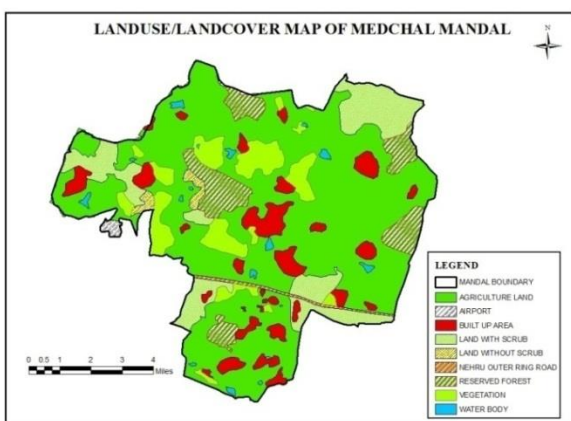 LANDUSE/LANDCOVER MAP OF MEDCHAL MANDAL
N
LEGEND
MANDAL BOUNDARY
AGRICULTURE LAND
AIRPORT
BUILT UP AREA
LAND WITH SCRUB
LAND WITHOUT SCRUB
NEHRU OUTER RING ROAD
RESERVED FOREST
VEGETATION
WATER BODY
0 0.5 1 2 3 4
Miles